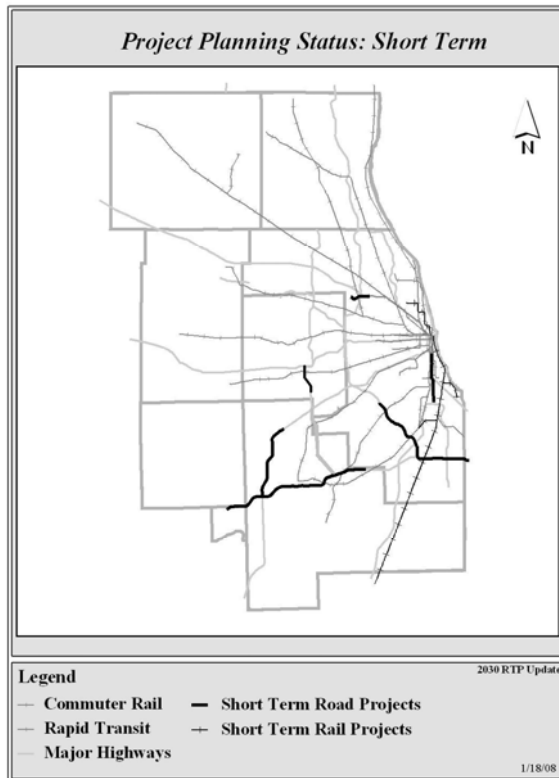 Project Planning Status: Short Term
N
2030 RTP Update
Legend
Commuter Rail
Short Term Road Projects
Rapid Transit
Short Term Rail Projects
Major Highways
1/18/08